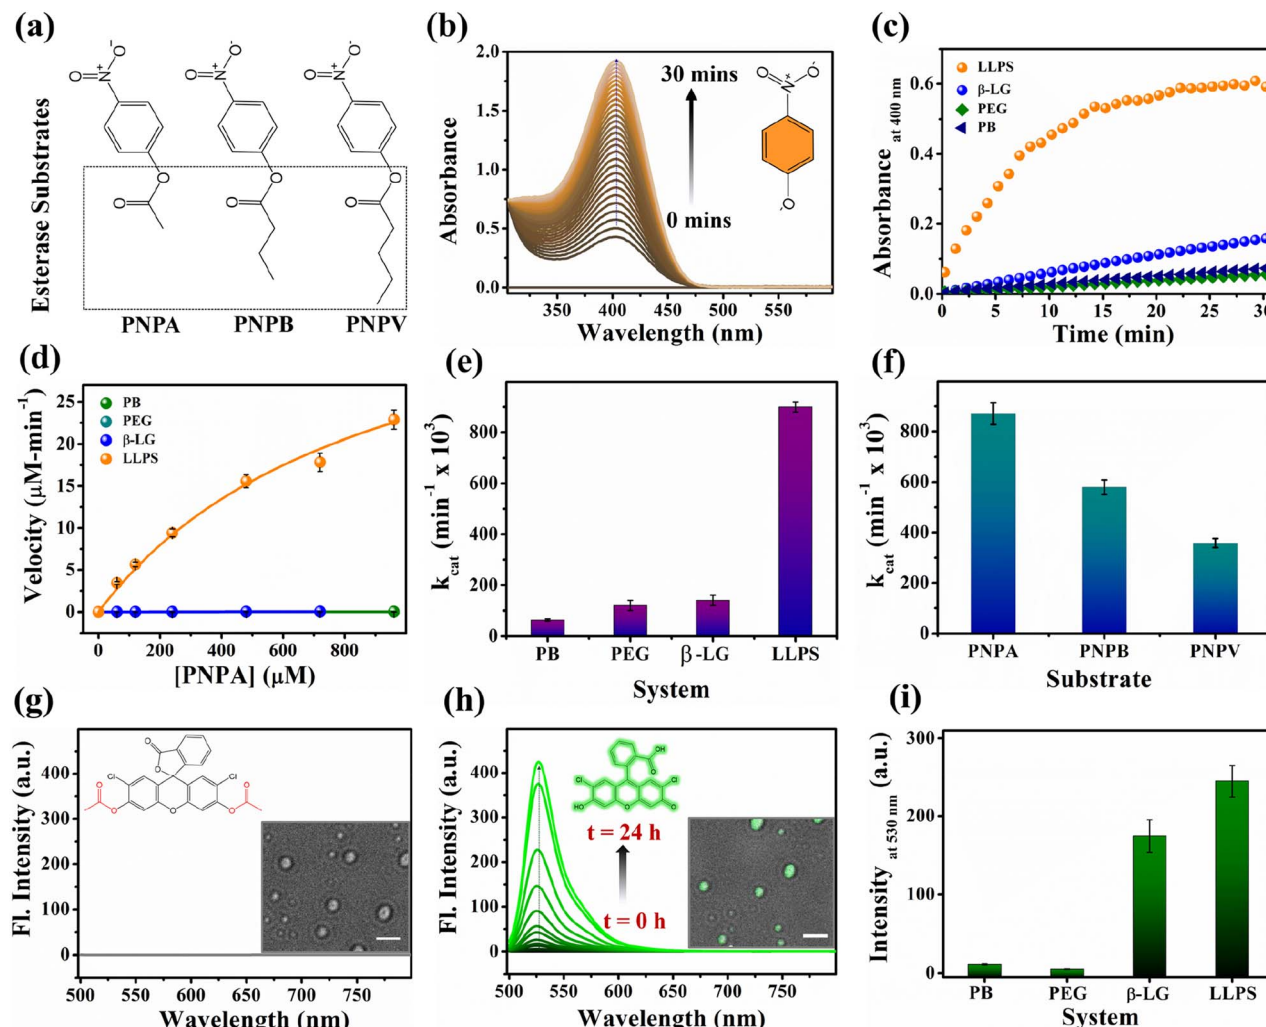 (a)
Esterase Substrates
PNPA PNPB PNPV
(b)
Absorbance
2.0
1.5
1.0
0.5
0.0
30 mins
0 mins
350 400 450 500 550
Wavelength (nm)
(c)
Absorbance at 400 nm
0.6
0.4
0.2
0.0
LLPS
β-LG
PEG
PB
0 5 10 15 20 25 30
Time (min)
(d)
Velocity (μM-min⁻¹)
25
20
15
10
5
0
PB
PEG
β-LG
LLPS
0 200 400 600 800
[PNPA] (μM)
(e)
kcat (min⁻¹ x 10³)
800
600
400
200
0
PB PEG β-LG LLPS
System
(f)
kcat (min⁻¹ x 10³)
800
600
400
200
0
PNPA PNPB PNPV
Substrate
(g)
Fl. Intensity (a.u.)
400
300
200
100
0
500 550 600 650 700 750
Wavelength (nm)
(h)
Fl. Intensity (a.u.)
400
300
200
100
0
t = 24 h
t = 0 h
500 550 600 650 700 750
Wavelength (nm)
(i)
Intensity at 530 nm (a.u.)
300
200
100
0
PB PEG β-LG LLPS
System